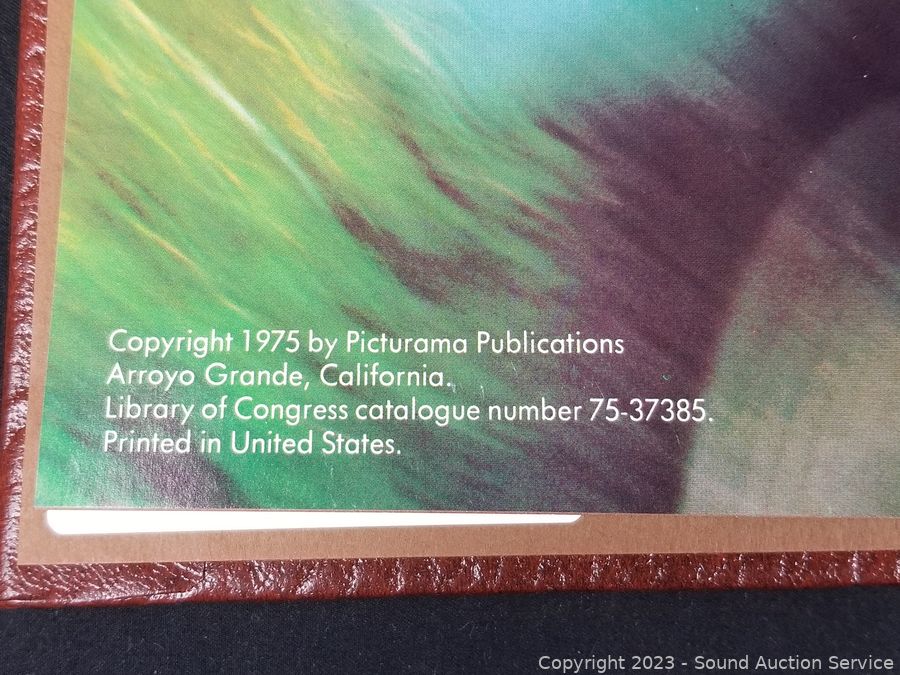 Copyright 1975 by Picturama Publications
Arroyo Grande, California.
Library of Congress catalogue number 75-37385.
Printed in United States.
Copyright 2023 - Sound Auction Service